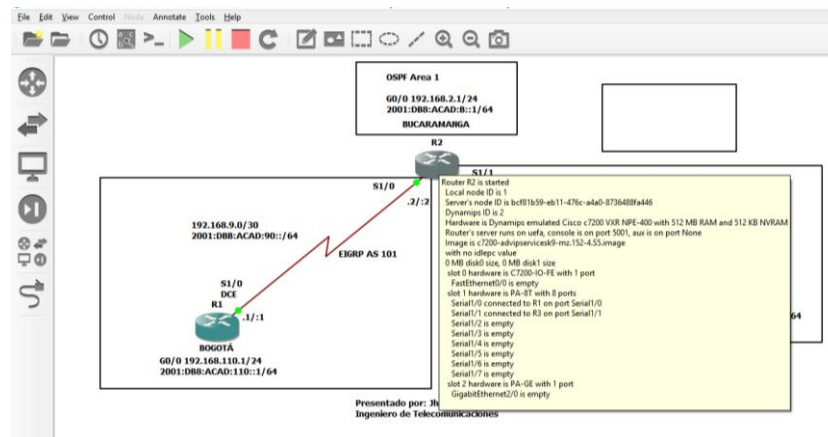 File Edit View Control Node Annotate Tools Help
OSPF Area 1
G0/0 192.168.2.1/24
2001:DB8:ACAD:B::1/64
BUCARAMANGA
R2
S1/1
S1/0
.2/:2
192.168.9.0/30
2001:DBB:ACAD:90::/64
EIGRP AS 101
S1/0
DCE
R1
.1/:1
BOGOTÁ
G0/0 192.168.110.1/24
2001:DB8:ACAD:110::1/64
Router R2 is started
Local node ID is 1
Server's node ID is bcf81b59-eb11-476c-a4a0-8736488fa446
Dynamips ID is 2
Hardware is Dynamips emulated Cisco c7200 VXR NPE-400 with 512 MB RAM and 512 KB NVRAM
Router's server runs on uefa, console is on port 5001, aux is on port None
Image is c7200-advipservicesk9-mz.152-4.S5.image
with no idlepc value
0 MB disk0 size, 0 MB disk1 size
slot 0 hardware is C7200-IO-FE with 1 port
FastEthernet0/0 is empty
slot 1 hardware is PA-8T with 8 ports
Serial1/0 connected to R1 on port Serial1/0
Serial1/1 connected to R3 on port Serial1/1
Serial1/2 is empty
Serial1/3 is empty
Serial1/4 is empty
Serial1/5 is empty
Serial1/6 is empty
Serial1/7 is empty
slot 2 hardware is PA-GE with 1 port
GigabitEthernet2/0 is empty
64
Presentado por: Jh
Ingeniero de Telecomunicaciones